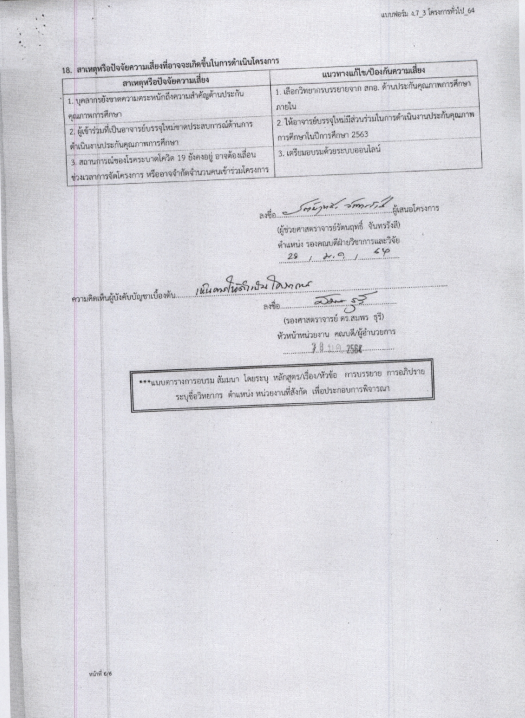 แบบฟอร์ม 4.7_3 โครงการทั่วไป_64
18. สาเหตุหรือปัจจัยความเสี่ยงที่อาจจะเกิดขึ้นในการดำเนินโครงการ
สาเหตุหรือปัจจัยความเสี่ยง
แนวทางแก้ไข/ป้องกันความเสี่ยง
1. บุคลากรยังขาดความตระหนักถึงความสำคัญด้านประกัน
คุณภาพการศึกษา
1. เลือกวิทยากรบรรยายจาก สกอ. ด้านประกันคุณภาพการศึกษา
ภายใน
2. ผู้เข้าร่วมที่เป็นอาจารย์บรรจุใหม่ขาดประสบการณ์ด้านการ
ดำเนินงานประกันคุณภาพการศึกษา
2. ให้อาจารย์บรรจุใหม่มีส่วนร่วมในการดำเนินงานประกันคุณภาพ
การศึกษาในปีการศึกษา 2563
3. สถานการณ์ของโรคระบาดโควิด 19 ยังคงอยู่ อาจต้องเลื่อน
ช่วงเวลาการจัดโครงการ หรืออาจจำกัดจำนวนคนเข้าร่วมโครงการ
3. เตรียมอบรมด้วยระบบออนไลน์
ลงชื่อ ผู้เสนอโครงการ
(ผู้ช่วยศาสตราจารย์รัตนฤทธิ์ จันทรรังสี)
ตำแหน่ง รองคณบดีฝ่ายวิชาการและวิจัย
28 / ม.ค / 64
ความคิดเห็นผู้บังคับบัญชาเบื้องต้น
ลงชื่อ
(รองศาสตราจารย์ ดร.สมพร ธุรี)
หัวหน้าหน่วยงาน คณบดี/ผู้อำนวยการ
2564
***แบบตารางการอบรม สัมมนา โดยระบุ หลักสูตร/เรื่อง/หัวข้อ การบรรยาย การอภิปราย
ระบุชื่อวิทยากร ตำแหน่ง หน่วยงานที่สังกัด เพื่อประกอบการพิจารณา
หน้าที่ 6/6